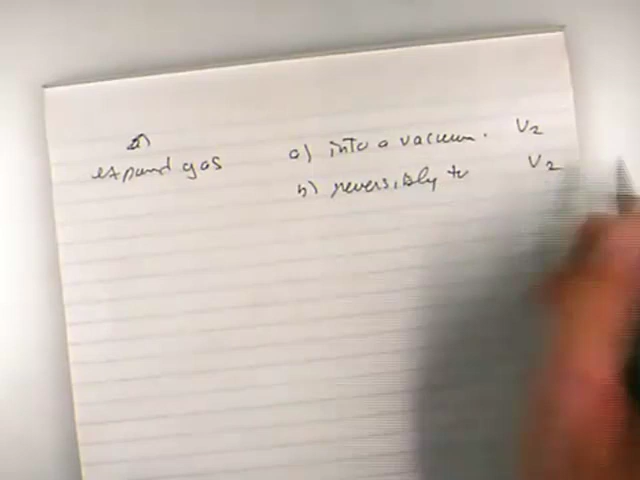 expand gas a) into a vacuum. V2
b) reversibly to V2